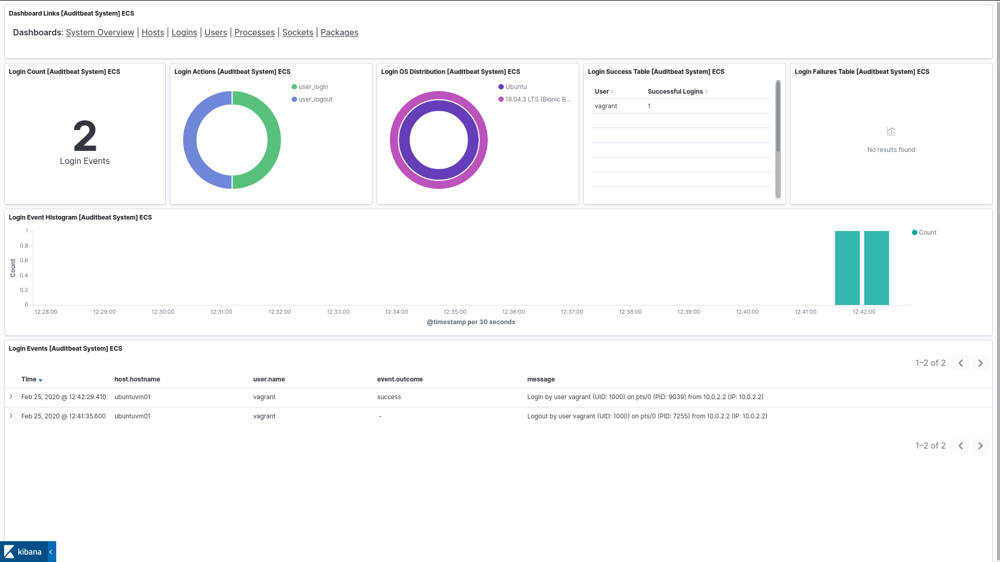 Dashboard Links [Auditbeat System] ECS
Dashboards: System Overview | Hosts | Logins | Users | Processes | Sockets | Packages
Login Count [Auditbeat System] ECS
2
Login Events
Login Actions [Auditbeat System] ECS
user_login
user_logout
Login OS Distribution [Auditbeat System] ECS
Ubuntu
18.04.3 LTS (Bionic B...
Login Success Table [Auditbeat System] ECS
User Successful Logins
vagrant 1
Login Failures Table [Auditbeat System] ECS
No results found
Login Event Histogram [Auditbeat System] ECS
Count
1
0.8
0.6
0.4
0.2
0
Count
12:28:00 12:29:00 12:30:00 12:31:00 12:32:00 12:33:00 12:34:00 12:35:00 12:36:00 12:37:00 12:38:00 12:39:00 12:40:00 12:41:00 12:42:00
@timestamp per 30 seconds
Login Events [Auditbeat System] ECS
1–2 of 2
Time host.hostname user.name event.outcome message
Feb 25, 2020 @ 12:42:29.410 ubuntuvm01 vagrant success Login by user vagrant (UID: 1000) on pts/0 (PID: 9039) from 10.0.2.2 (IP: 10.0.2.2)
Feb 25, 2020 @ 12:41:35.600 ubuntuvm01 vagrant - Logout by user vagrant (UID: 1000) on pts/0 (PID: 7255) from 10.0.2.2 (IP: 10.0.2.2)
1–2 of 2
kibana